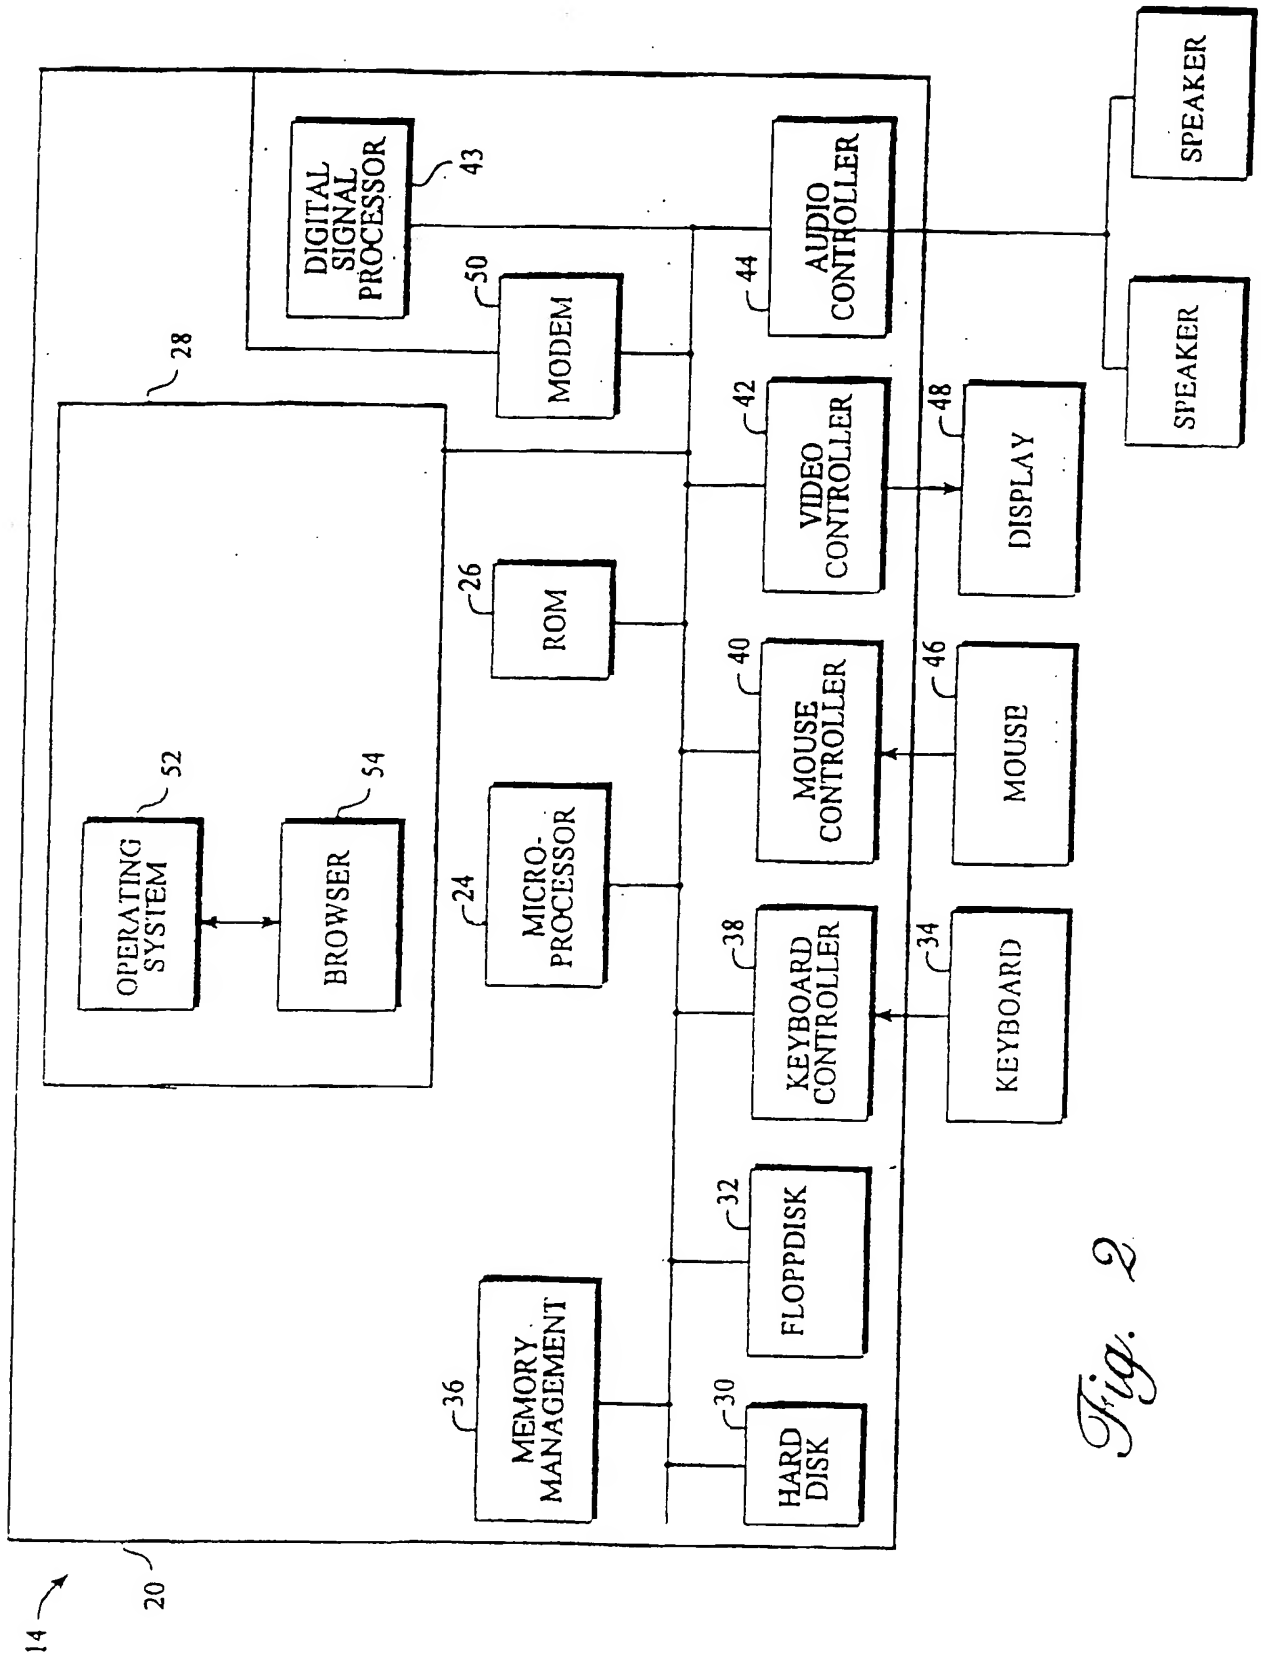 14
20
28
OPERATING
SYSTEM
52
BROWSER
54
DIGITAL
SIGNAL
PROCESSOR
43
36
MEMORY
MANAGEMENT
24
MICRO-
PROCESSOR
26
ROM
50
MODEM
30
HARD
DISK
32
FLOPPDISK
38
KEYBOARD
CONTROLLER
40
MOUSE
CONTROLLER
42
VIDEO
CONTROLLER
44
AUDIO
CONTROLLER
34
KEYBOARD
46
MOUSE
48
DISPLAY
SPEAKER
SPEAKER
Fig. 2